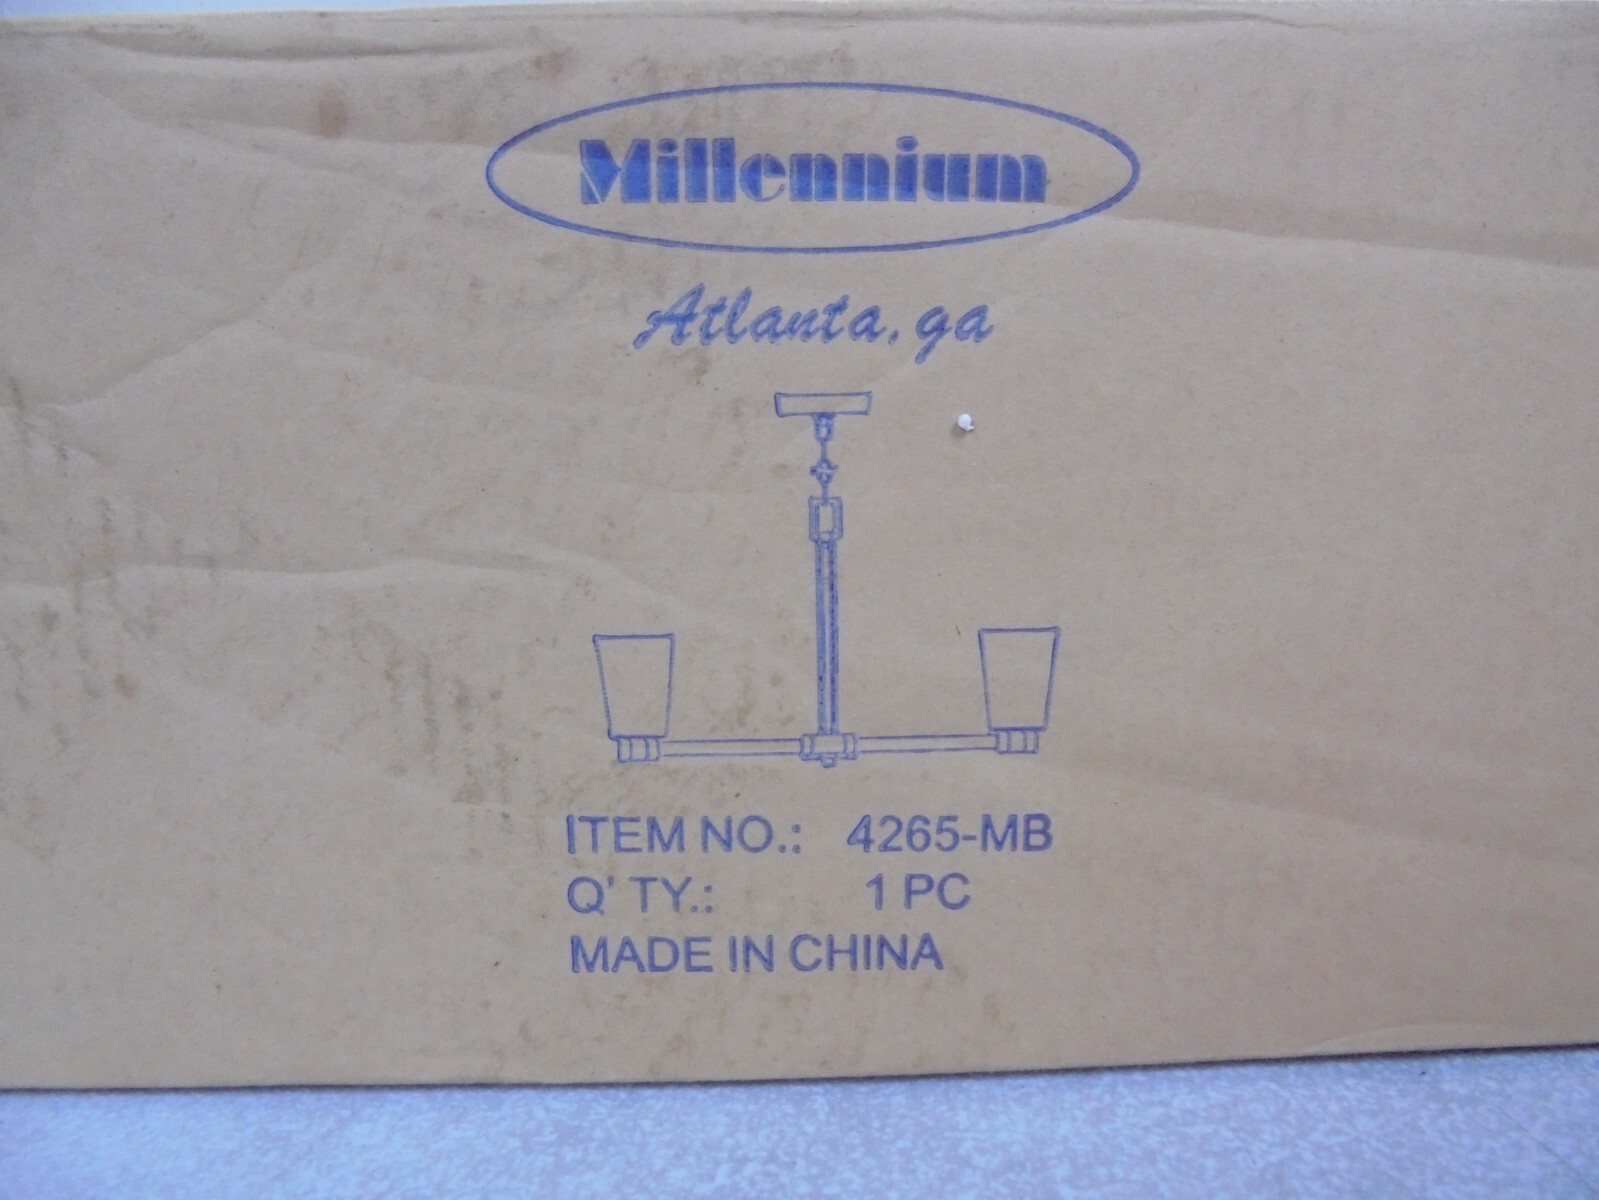 Millennium
Atlanta, ga
ITEM NO.: 4265-MB
Q' TY.: 1 PC
MADE IN CHINA